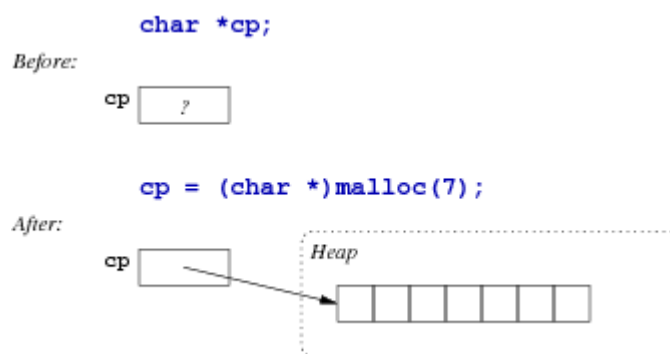 char *cp;
Before:
cp ?
cp = (char *)malloc(7);
After:
Heap
cp